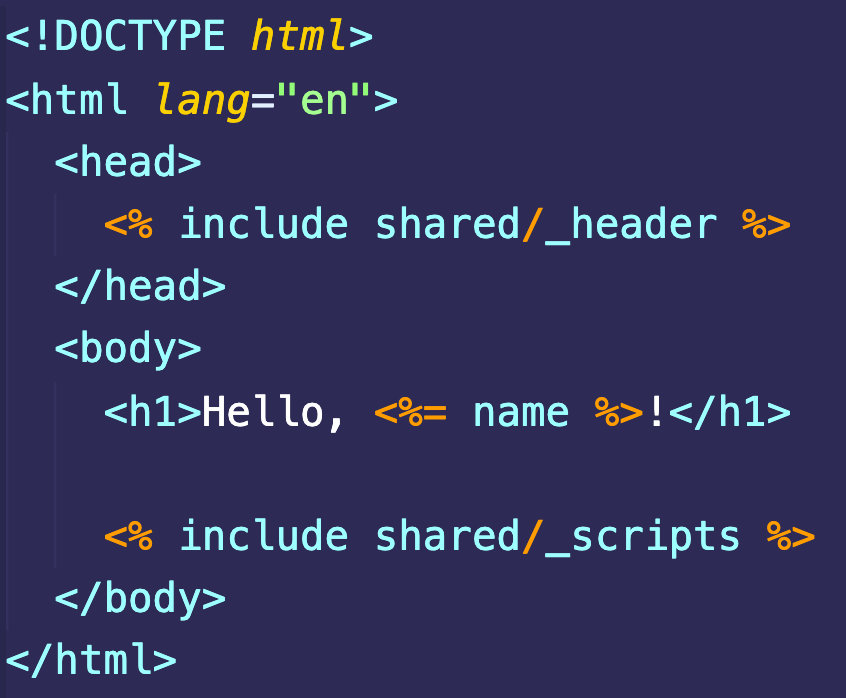 <!DOCTYPE html>
<html lang="en">
  <head>
    <% include shared/_header %>
  </head>
  <body>
    <h1>Hello, <%= name %>!</h1>

    <% include shared/_scripts %>
  </body>
</html>